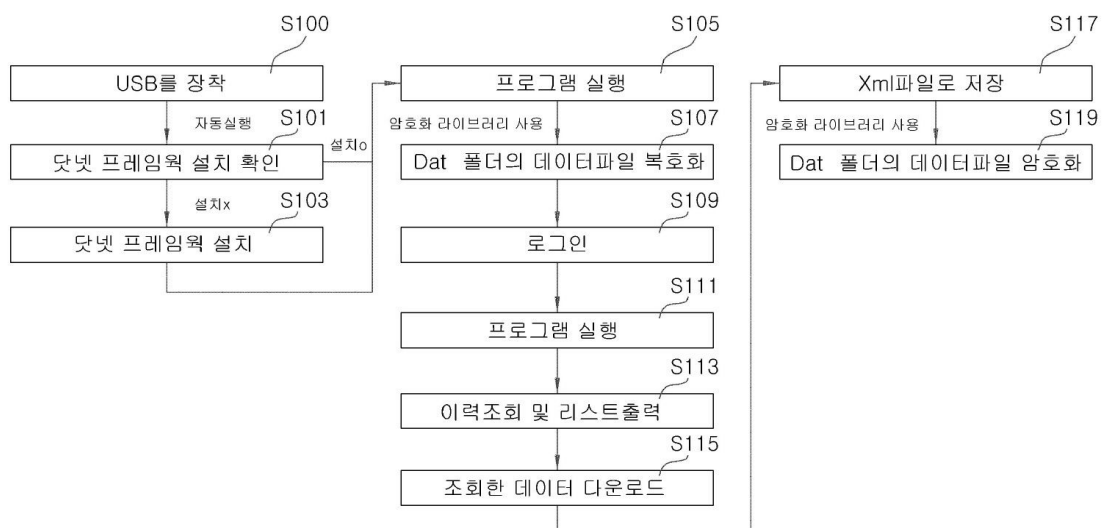 S100
USB를 장착
자동실행
S101
닷넷 프레임웍 설치 확인
설치o
설치x
S103
닷넷 프레임웍 설치
S105
프로그램 실행
암호화 라이브러리 사용
S107
Dat 폴더의 데이터파일 복호화
S109
로그인
S111
프로그램 실행
S113
이력조회 및 리스트출력
S115
조회한 데이터 다운로드
S117
Xml파일로 저장
암호화 라이브러리 사용
S119
Dat 폴더의 데이터파일 암호화